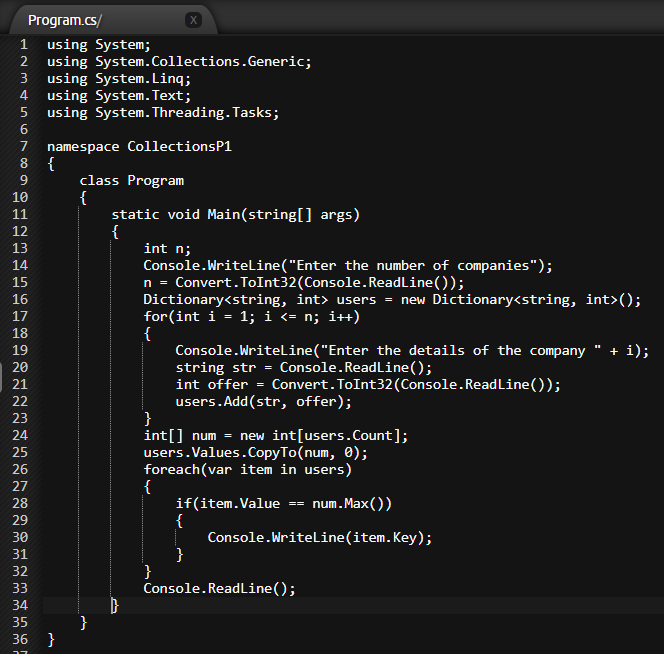 Program.cs/ X
1 using System;
2 using System.Collections.Generic;
3 using System.Linq;
4 using System.Text;
5 using System.Threading.Tasks;
6
7 namespace CollectionsP1
8 {
9     class Program
10     {
11         static void Main(string[] args)
12         {
13             int n;
14             Console.WriteLine("Enter the number of companies");
15             n = Convert.ToInt32(Console.ReadLine());
16             Dictionary<string, int> users = new Dictionary<string, int>();
17             for(int i = 1; i <= n; i++)
18             {
19                 Console.WriteLine("Enter the details of the company " + i);
20                 string str = Console.ReadLine();
21                 int offer = Convert.ToInt32(Console.ReadLine());
22                 users.Add(str, offer);
23             }
24             int[] num = new int[users.Count];
25             users.Values.CopyTo(num, 0);
26             foreach(var item in users)
27             {
28                 if(item.Value == num.Max())
29                 {
30                     Console.WriteLine(item.Key);
31                 }
32             }
33             Console.ReadLine();
34         }
35     }
36 }